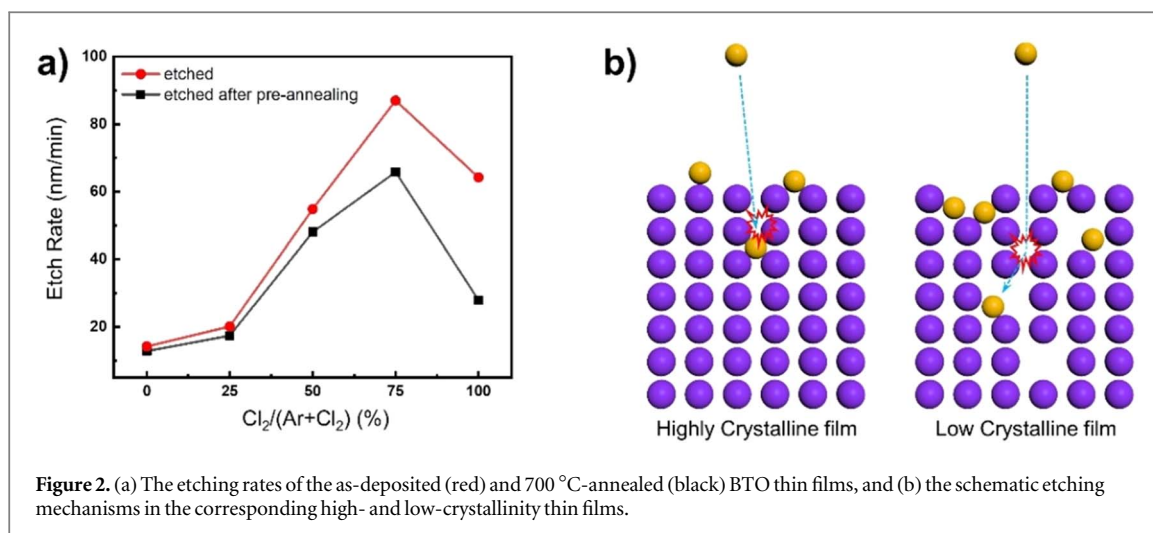 a)
100
80
60
40
20
Etch Rate (nm/min)
etched
etched after pre-annealing
0 25 50 75 100
Cl₂/(Ar+Cl₂) (%)
b)
Highly Crystalline film
Low Crystalline film
Figure 2. (a) The etching rates of the as-deposited (red) and 700 °C-annealed (black) BTO thin films, and (b) the schematic etching
mechanisms in the corresponding high- and low-crystallinity thin films.